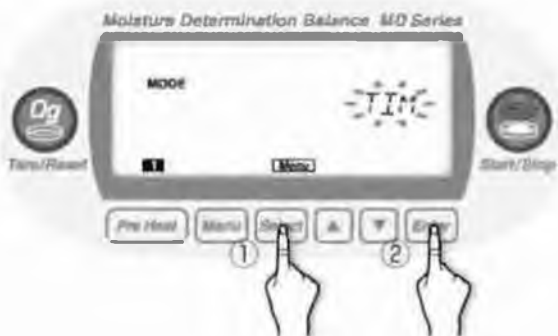 Moisture Determination Balance MO Series
MODE
TIM
0g
Tare/Reset
Start/Stop
1
Menu
Pre Heat Menu Select ▲ ▼ Enter
① ②